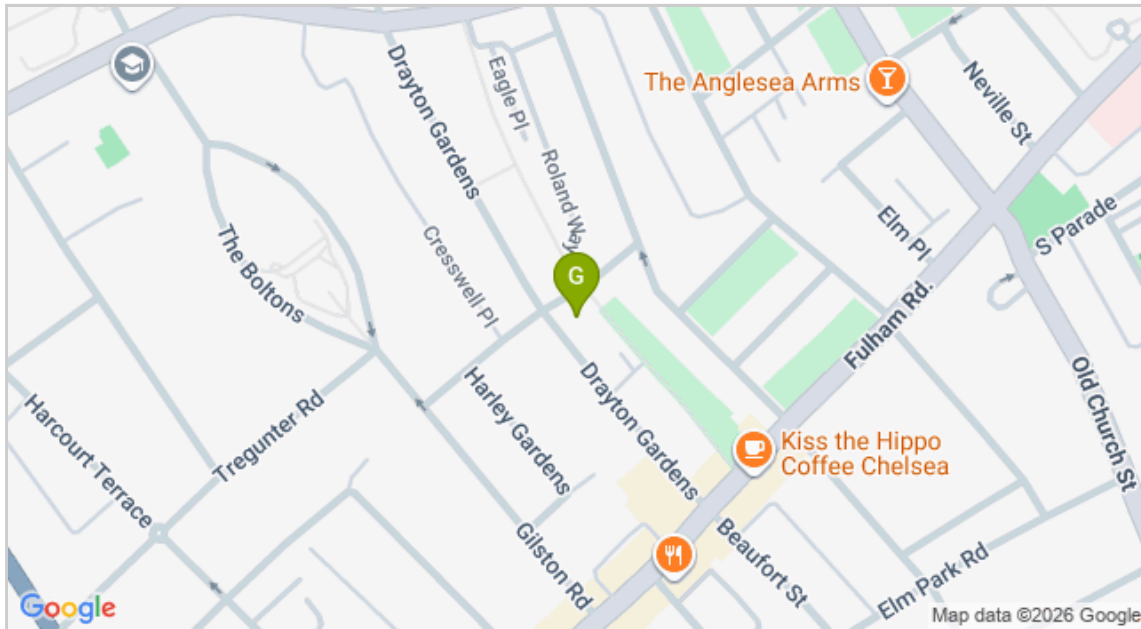 The Anglesea Arms
Neville St
Drayton Gardens
Eagle Pl
Roland Way
S Parade
Elm Pl
Cresswell Pl
The Boltons
G
Fulham Rd.
Old Church St
Harcourt Terrace
Tregunter Rd
Harley Gardens
Drayton Gardens
Kiss the Hippo
Coffee Chelsea
Gilston Rd
Beaufort St
Elm Park Rd
Google
Map data ©2026 Google